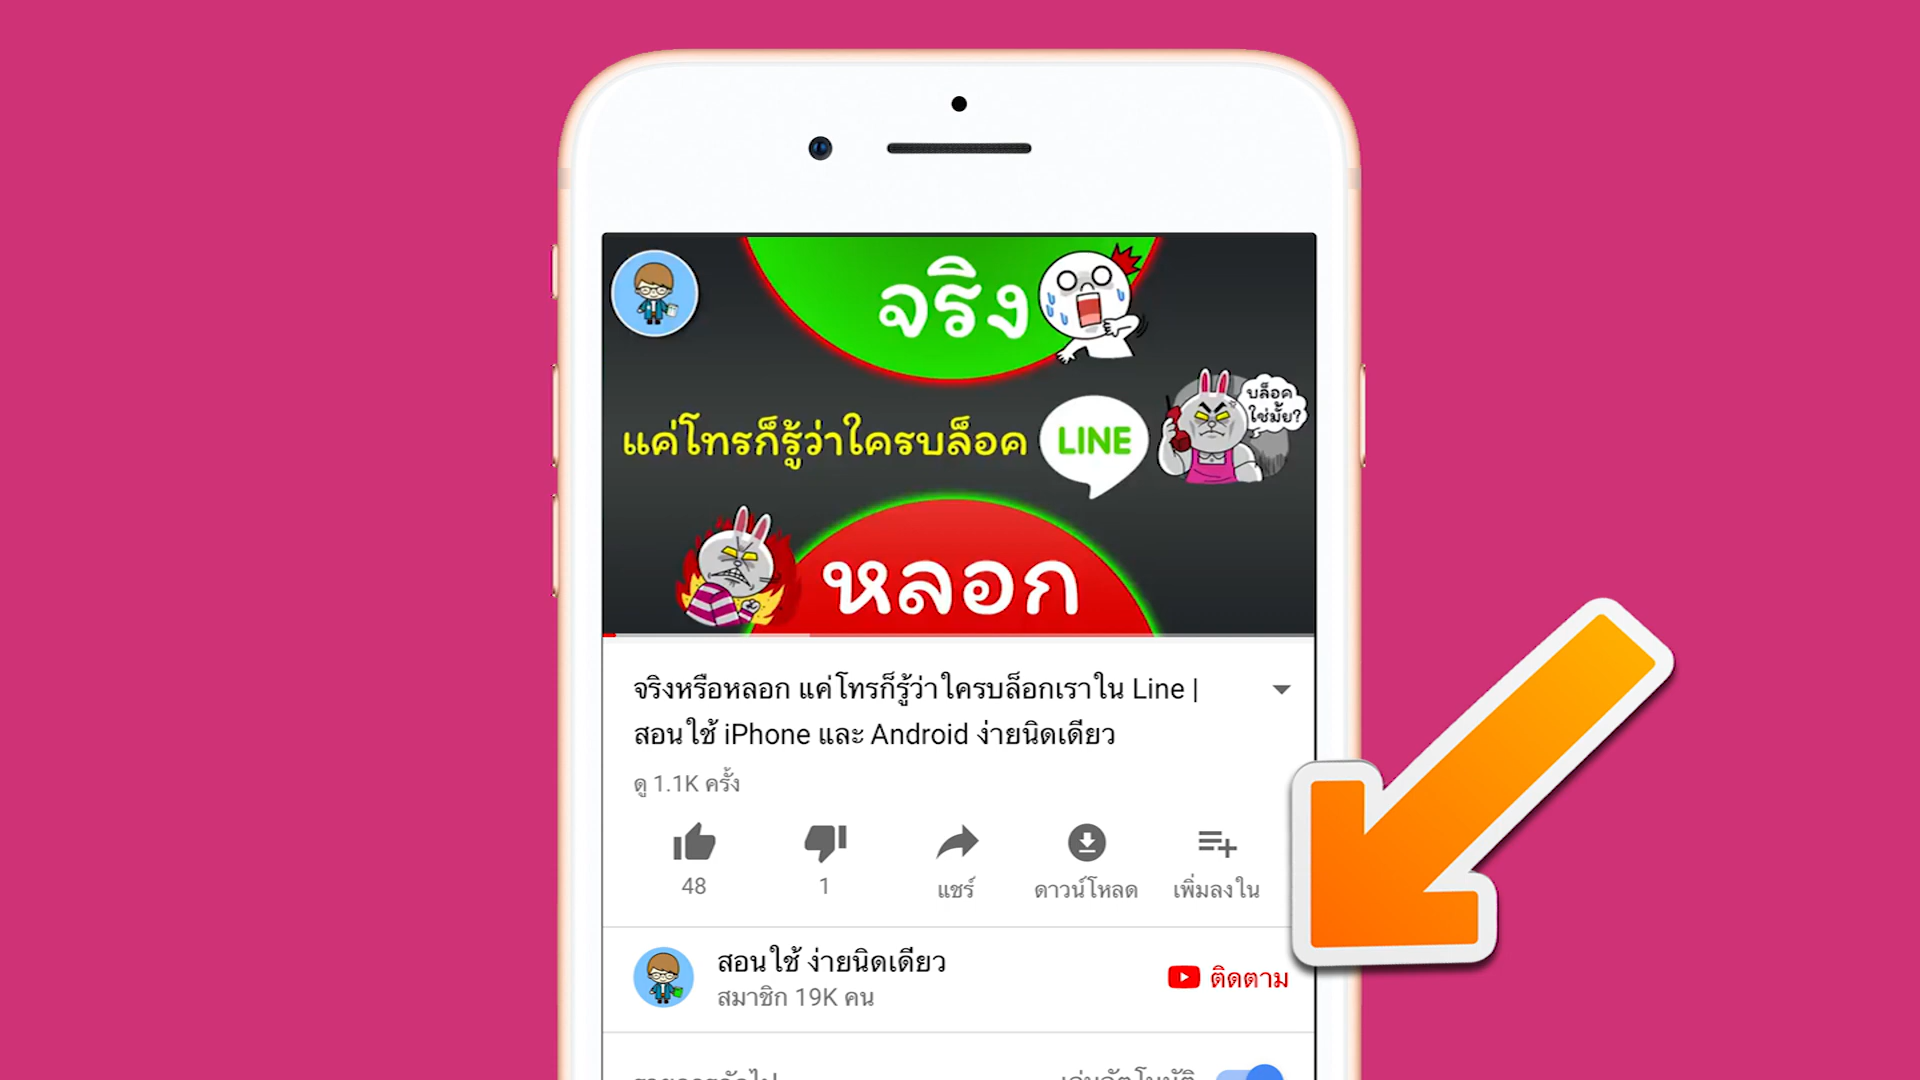 จริง
บล็อค
ใช่มั้ย?
แค่โทรก็รู้ว่าใครบล็อค LINE
หลอก
จริงหรือหลอก แค่โทรก็รู้ว่าใครบล็อกเราใน Line |
สอนใช้ iPhone และ Android ง่ายนิดเดียว
ดู 1.1K ครั้ง
48 1 แชร์ ดาวน์โหลด เพิ่มลงใน
สอนใช้ ง่ายนิดเดียว
สมาชิก 19K คน
ติดตาม